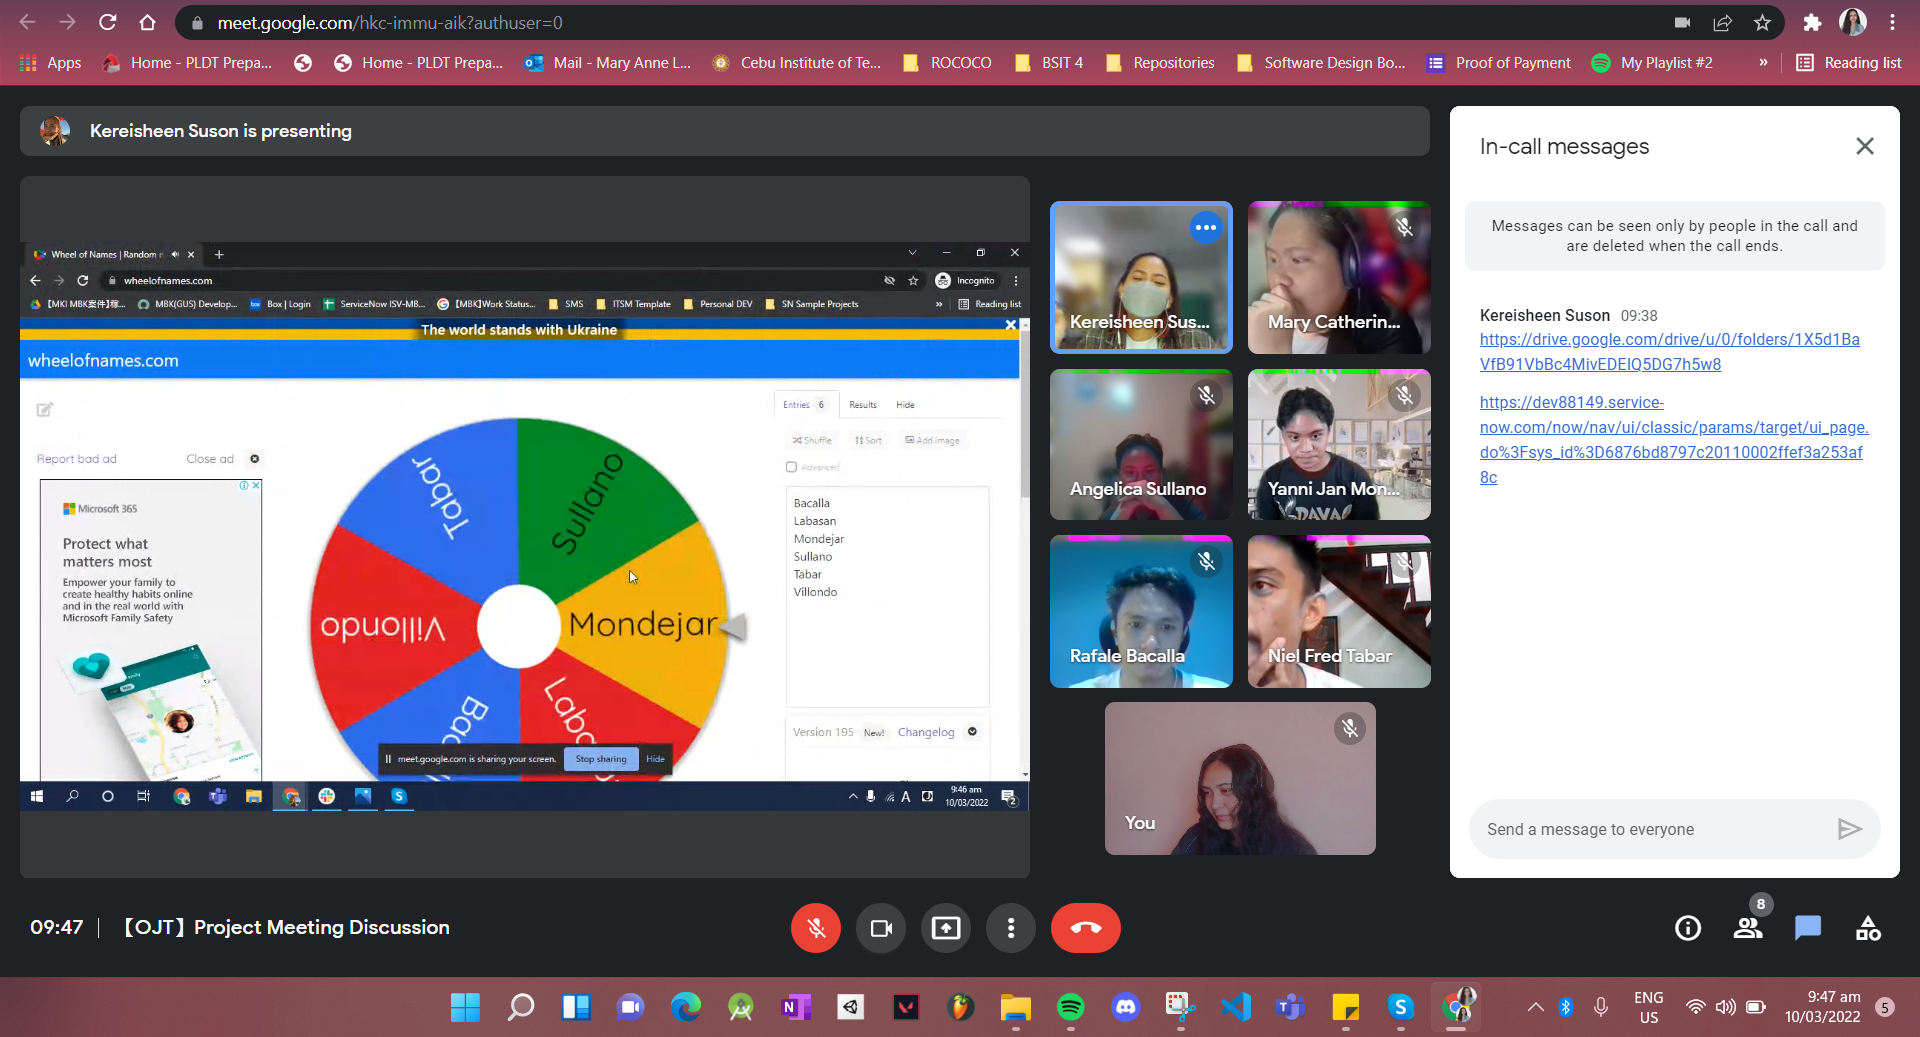 meet.google.com/hkc-immu-aik?authuser=0
Apps
Home - PLDT Prepa...
Home - PLDT Prepa...
Mail - Mary Anne L...
Cebu Institute of Te...
ROCOCO
BSIT 4
Repositories
Software Design Bo...
Proof of Payment
My Playlist #2
»
Reading list
Kereisheen Suson is presenting
Wheel of Names | Random
wheelofnames.com
Incognito
【MKI MBK案件】稼...
MBK(GUS) Develop...
Box | Login
ServiceNow ISV-MB...
【MBK】Work Status...
SMS
ITSM Template
Personal DEV
SN Sample Projects
»
Reading list
The world stands with Ukraine
wheelofnames.com
Report bad ad
Close ad
Microsoft 365
Protect what
matters most
Empower your family to
create healthy habits online
and in the real world with
Microsoft Family Safety
Tabar
Sullano
Mondejar
Villondo
Entries 6
Results
Hide
Shuffle
Sort
Add image
Advanced
Bacalla
Labasan
Mondejar
Sullano
Tabar
Villondo
Version 195
New!
Changelog
meet.google.com is sharing your screen.
Stop sharing
Hide
A
9:46 am
10/03/2022
2
Kereisheen Sus...
Mary Catherin...
Angelica Sullano
Yanni Jan Mon...
Rafale Bacalla
Niel Fred Tabar
You
In-call messages
Messages can be seen only by people in the call and
are deleted when the call ends.
Kereisheen Suson 09:38
https://drive.google.com/drive/u/0/folders/1X5d1Ba
VfB91VbBc4MivEDEIQ5DG7h5w8
https://dev88149.service-
now.com/now/nav/ui/classic/params/target/ui_page.
do%3Fsys_id%3D6876bd8797c20110002ffef3a253af
8c
Send a message to everyone
09:47
【OJT】Project Meeting Discussion
8
ENG
US
9:47 am
10/03/2022
5